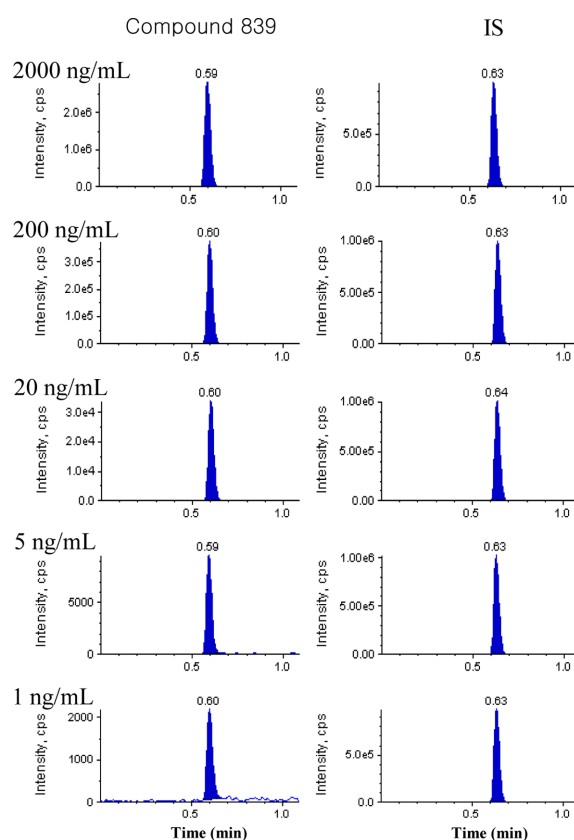 Compound 839 IS
2000 ng/mL
0.59 0.63
Intensity, cps Intensity, cps
2.0e6
1.0e6 5.0e5
0.0 0.0
0.5 1.0 0.5 1.0
200 ng/mL
0.60 0.63
Intensity, cps Intensity, cps
3.0e5 1.00e6
2.0e5 5.00e5
1.0e5
0.0 0.00
0.5 1.0 0.5 1.0
20 ng/mL
0.60 0.64
Intensity, cps Intensity, cps
3.0e4 1.00e6
2.0e4 5.00e5
1.0e4
0.0 0.00
0.5 1.0 0.5 1.0
5 ng/mL
0.59 0.63
Intensity, cps Intensity, cps
1.00e6
5000 5.00e5
0 0.00
0.5 1.0 0.5 1.0
1 ng/mL
0.60 0.63
Intensity, cps Intensity, cps
2000
1000 5.0e5
0 0.0
0.5 1.0 0.5 1.0
Time (min) Time (min)